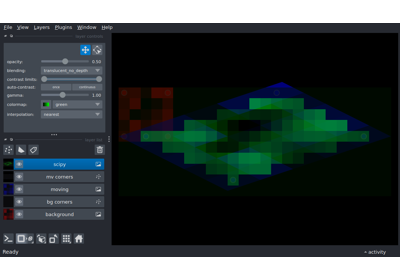 File View Layers Plugins Window Help
opacity: 0.50
blending: translucent_no_depth
contrast limits:
auto-contrast: once continuous
gamma: 1.00
colormap: green
interpolation: nearest
scipy
mv corners
moving
bg corners
background
Ready
activity